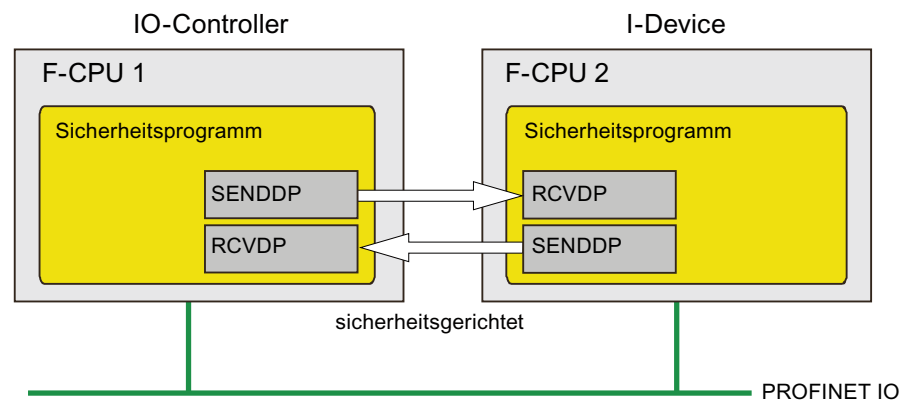 IO-Controller
I-Device
F-CPU 1
F-CPU 2
Sicherheitsprogramm
Sicherheitsprogramm
SENDDP
RCVDP
RCVDP
SENDDP
sicherheitsgerichtet
PROFINET IO